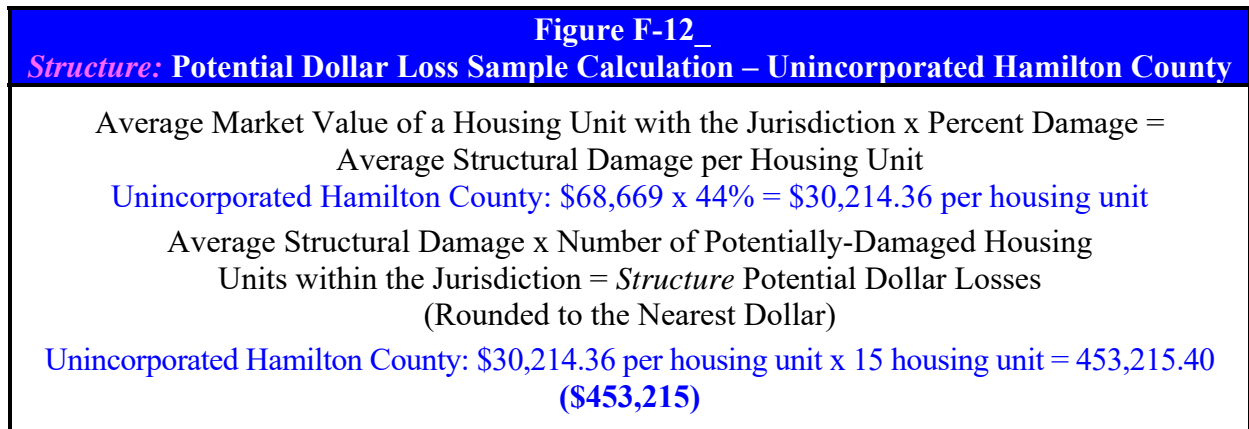 Figure F-12_
Structure: Potential Dollar Loss Sample Calculation – Unincorporated Hamilton County
Average Market Value of a Housing Unit with the Jurisdiction x Percent Damage =
Average Structural Damage per Housing Unit
Unincorporated Hamilton County: $68,669 x 44% = $30,214.36 per housing unit
Average Structural Damage x Number of Potentially-Damaged Housing
Units within the Jurisdiction = Structure Potential Dollar Losses
(Rounded to the Nearest Dollar)
Unincorporated Hamilton County: $30,214.36 per housing unit x 15 housing unit = 453,215.40
($453,215)